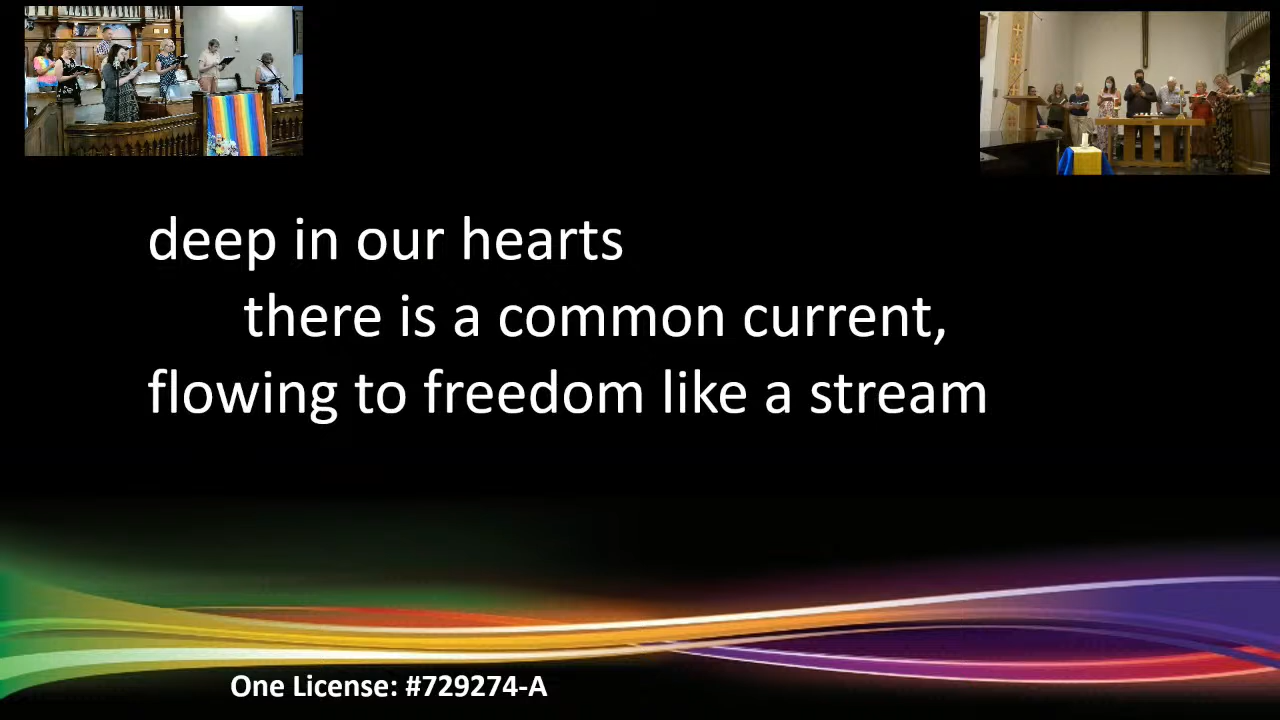 deep in our hearts
there is a common current,
flowing to freedom like a stream
One License: #729274-A